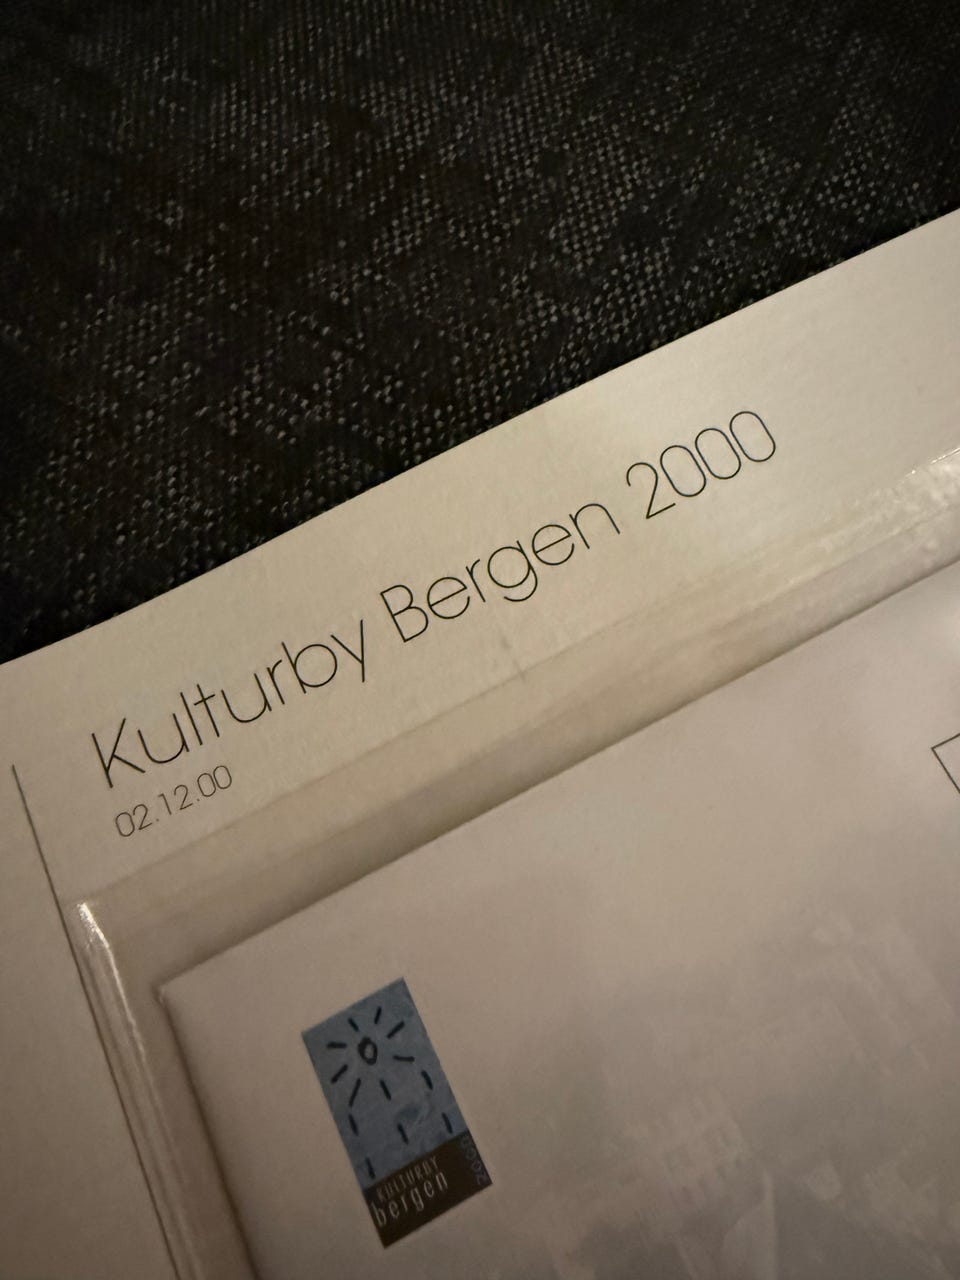 Kulturby Bergen 2000
02.12.00
KULTURBY
bergen
2000